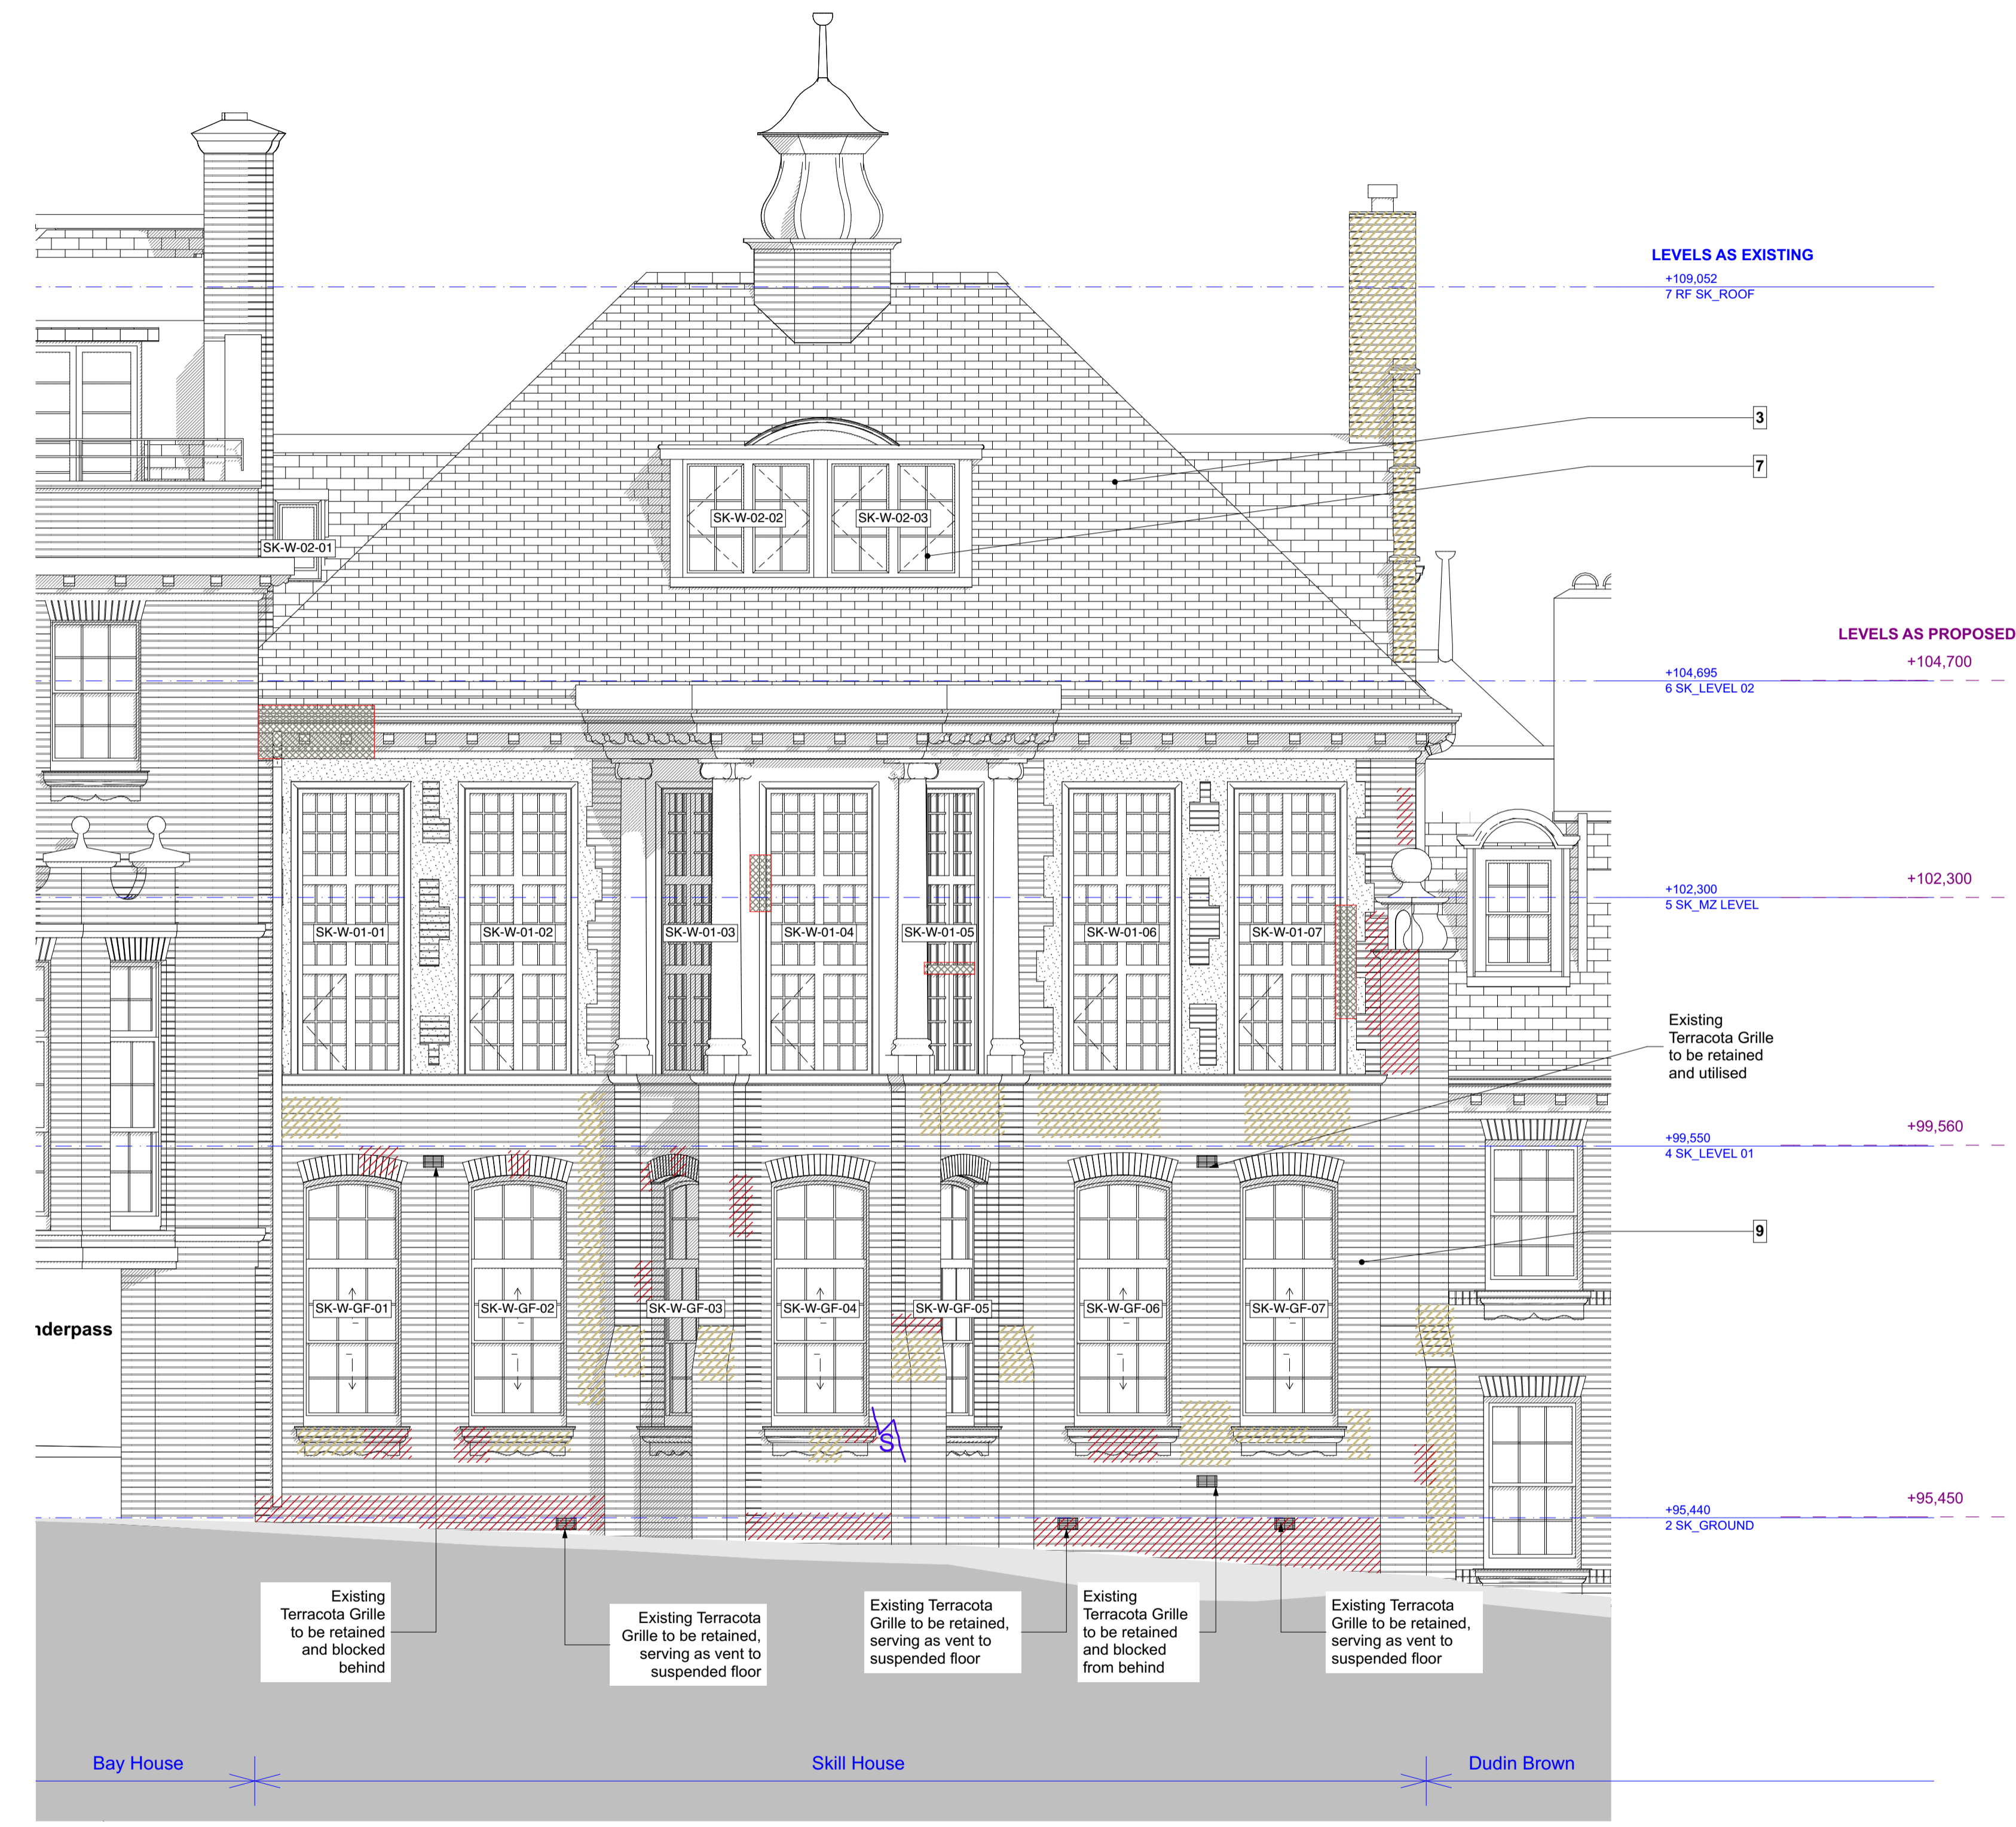 LEVELS AS EXISTING
+109,052
7 RF SK_ROOF
3
7
SK-W-02-02
SK-W-02-03
SK-W-02-01
LEVELS AS PROPOSED
+104,700
+104,695
6 SK_LEVEL 02
+102,300
+102,300
5 SK_MZ LEVEL
SK-W-01-01
SK-W-01-02
SK-W-01-03
SK-W-01-04
SK-W-01-05
SK-W-01-06
SK-W-01-07
Existing
Terracota Grille
to be retained
and utilised
+99,560
+99,550
4 SK_LEVEL 01
9
SK-W-GF-01
SK-W-GF-02
SK-W-GF-03
SK-W-GF-04
SK-W-GF-05
SK-W-GF-06
SK-W-GF-07
nderpass
S
+95,450
+95,440
2 SK_GROUND
Existing
Terracota Grille
to be retained
and blocked
behind
Existing Terracota
Grille to be retained,
serving as vent to
suspended floor
Existing Terracota
Grille to be retained,
serving as vent to
suspended floor
Existing
Terracota Grille
to be retained
and blocked
from behind
Existing Terracota
Grille to be retained,
serving as vent to
suspended floor
Bay House
Skill House
Dudin Brown